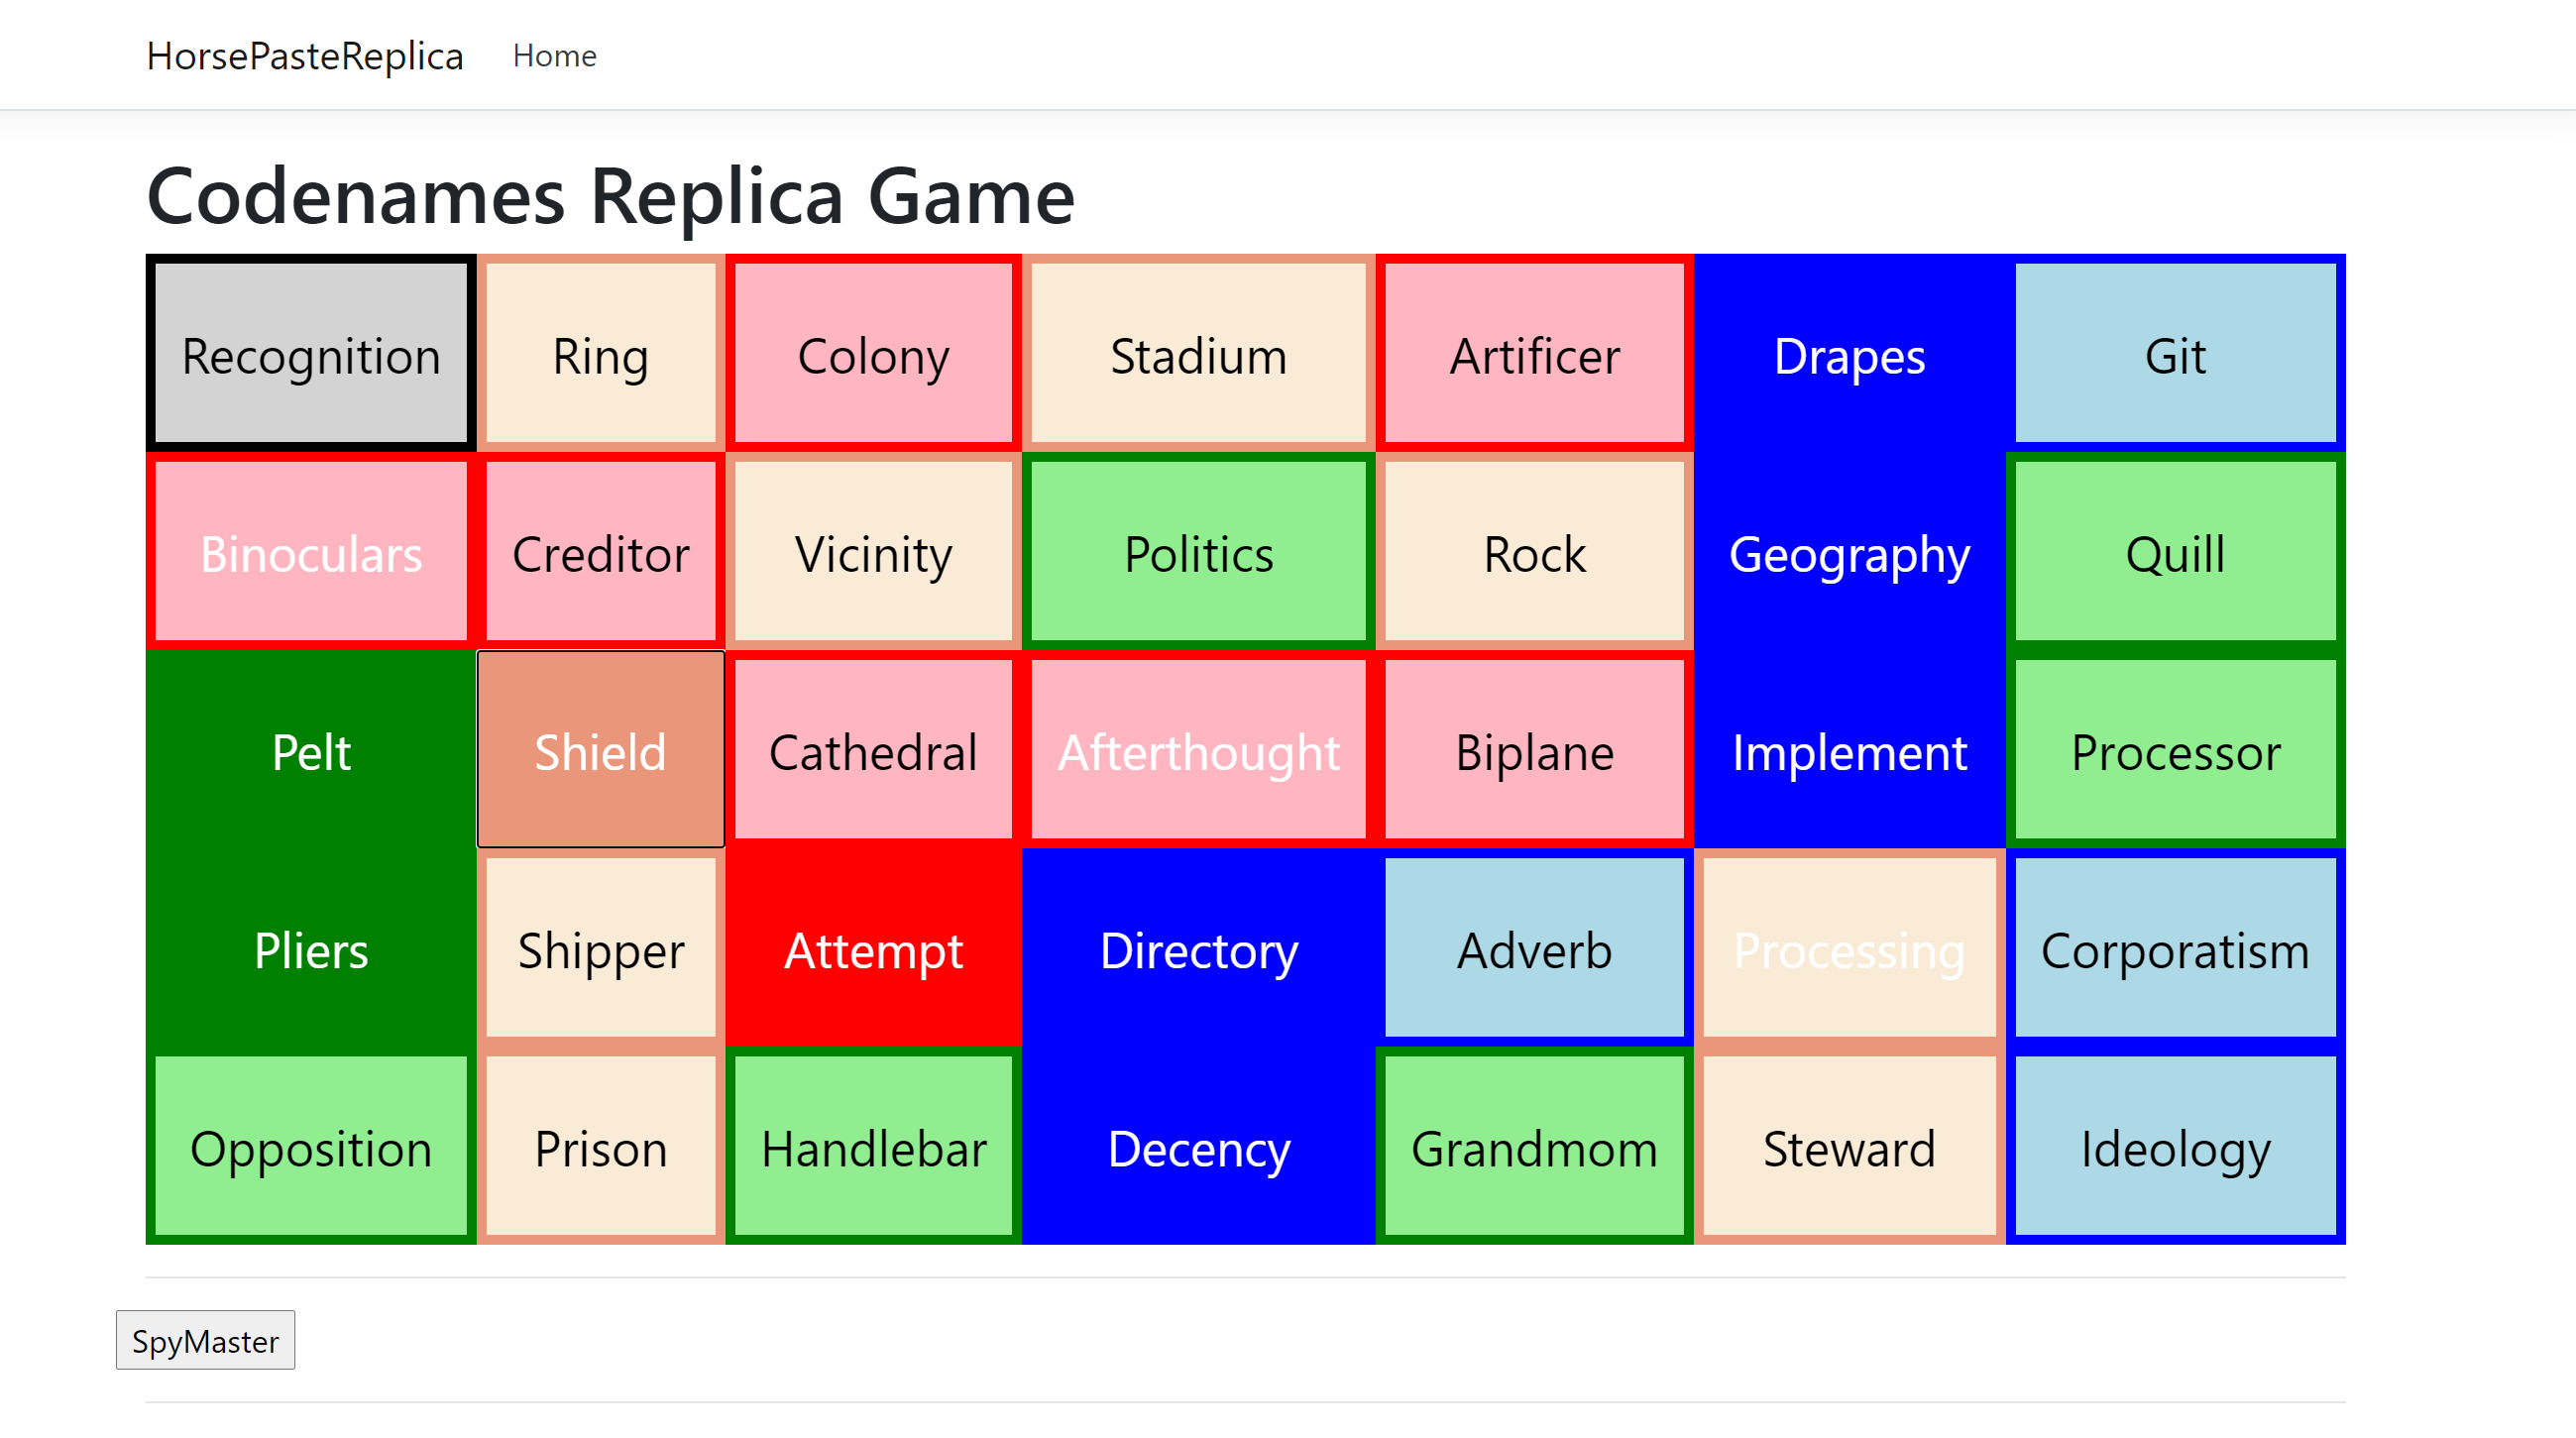 HorsePasteReplica Home
Codenames Replica Game
Recognition Ring Colony Stadium Artificer Drapes Git
Binoculars Creditor Vicinity Politics Rock Geography Quill
Pelt Shield Cathedral Afterthought Biplane Implement Processor
Pliers Shipper Attempt Directory Adverb Processing Corporatism
Opposition Prison Handlebar Decency Grandmom Steward Ideology
SpyMaster